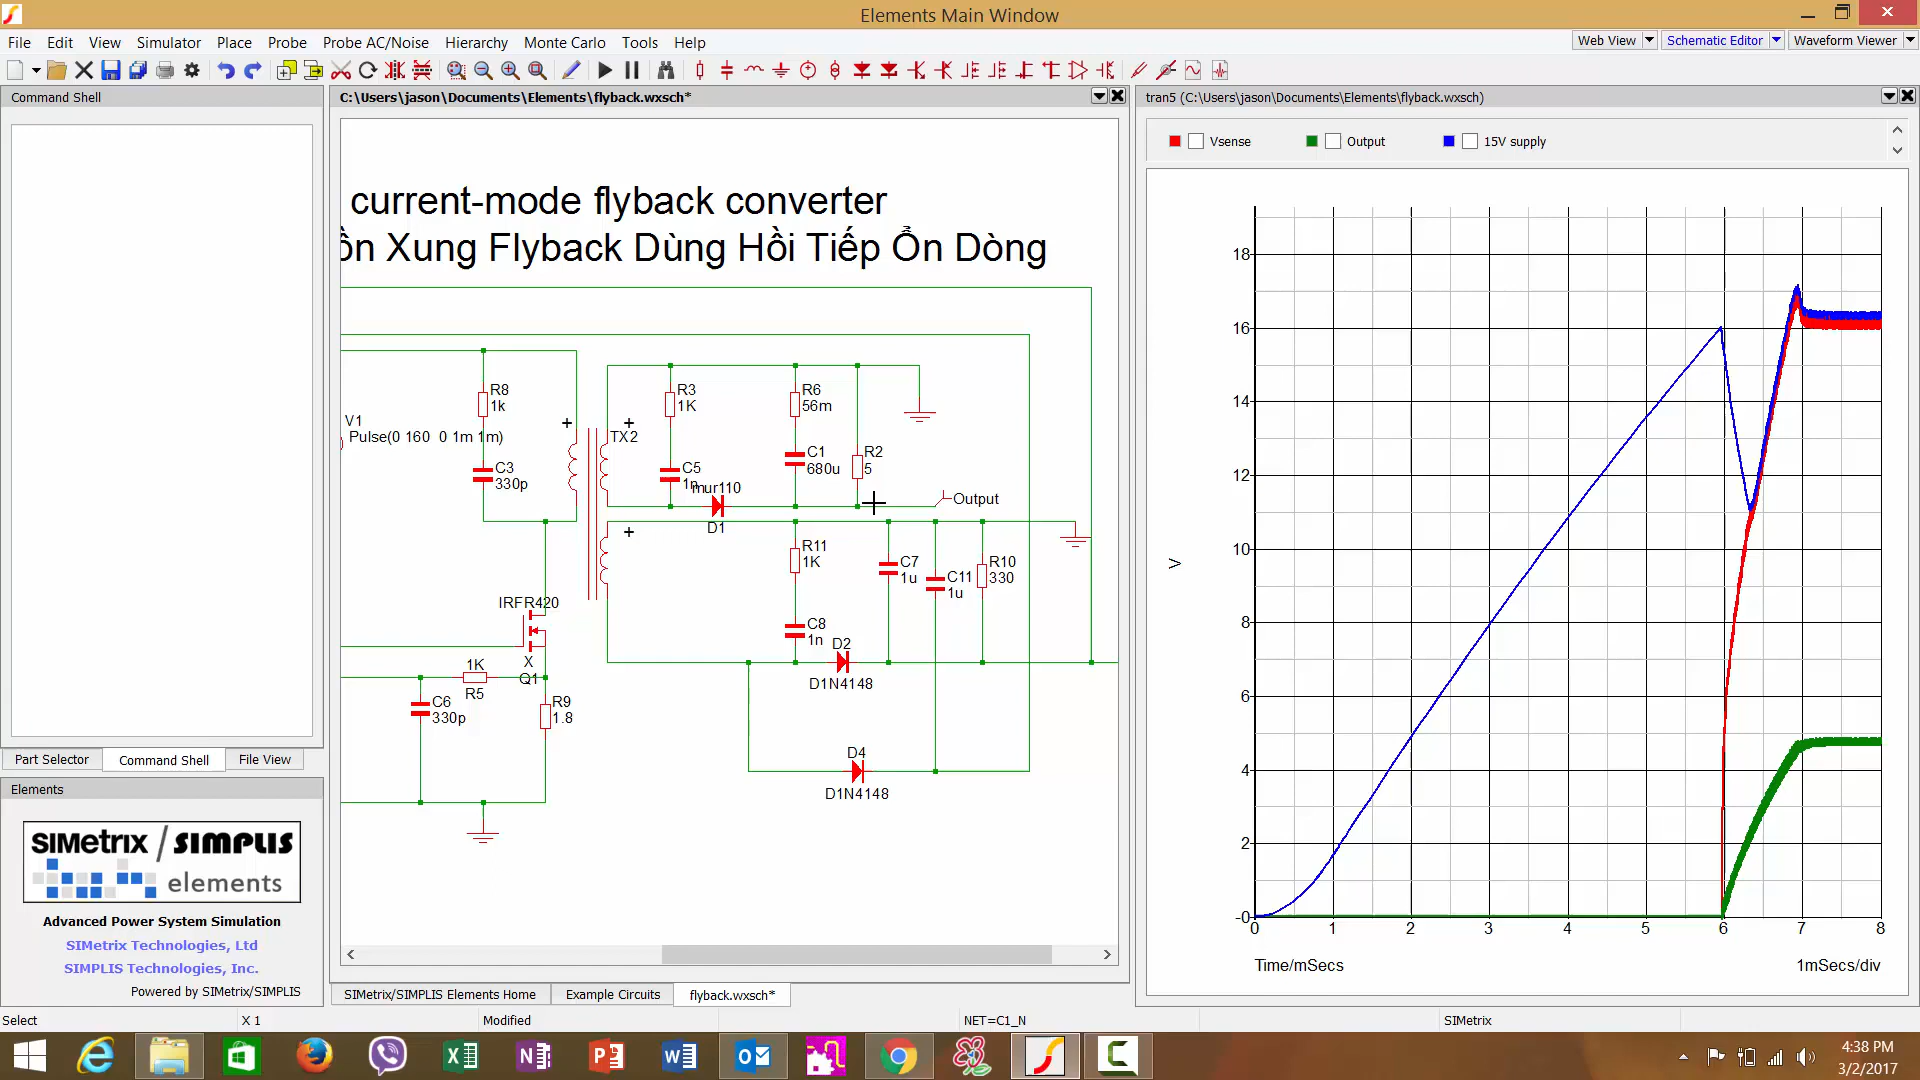 Elements Main Window
File Edit View Simulator Place Probe Probe AC/Noise Hierarchy Monte Carlo Tools Help
Web View Schematic Editor Waveform Viewer
Command Shell
C:\Users\jason\Documents\Elements\flyback.wxsch*
tran5 (C:\Users\jason\Documents\Elements\flyback.wxsch)
Vsense Output 15V supply
current-mode flyback converter
ồn Xung Flyback Dùng Hồi Tiếp Ổn Dòng
R8
1k
V1
Pulse(0 160 0 1m 1m)
C3
330p
+
+
TX2
R3
1K
C5
1n
mur110
D1
R6
56m
C1
680u
R2
5
Output
+
R11
1K
C8
1n
D2
D1N4148
C7
1u
C11
1u
R10
330
IRFR420
X
Q1
1K
R5
C6
330p
R9
1.8
D4
D1N4148
18
16
14
12
10
8
6
4
2
-0
V
0 1 2 3 4 5 6 7 8
Time/mSecs 1mSecs/div
Part Selector Command Shell File View
Elements
SIMetrix / SIMPLIS
elements
Advanced Power System Simulation
SIMetrix Technologies, Ltd
SIMPLIS Technologies, Inc.
Powered by SIMetrix/SIMPLIS
SIMetrix/SIMPLIS Elements Home Example Circuits flyback.wxsch*
Select X 1 Modified NET=C1_N SIMetrix
4:38 PM
3/2/2017